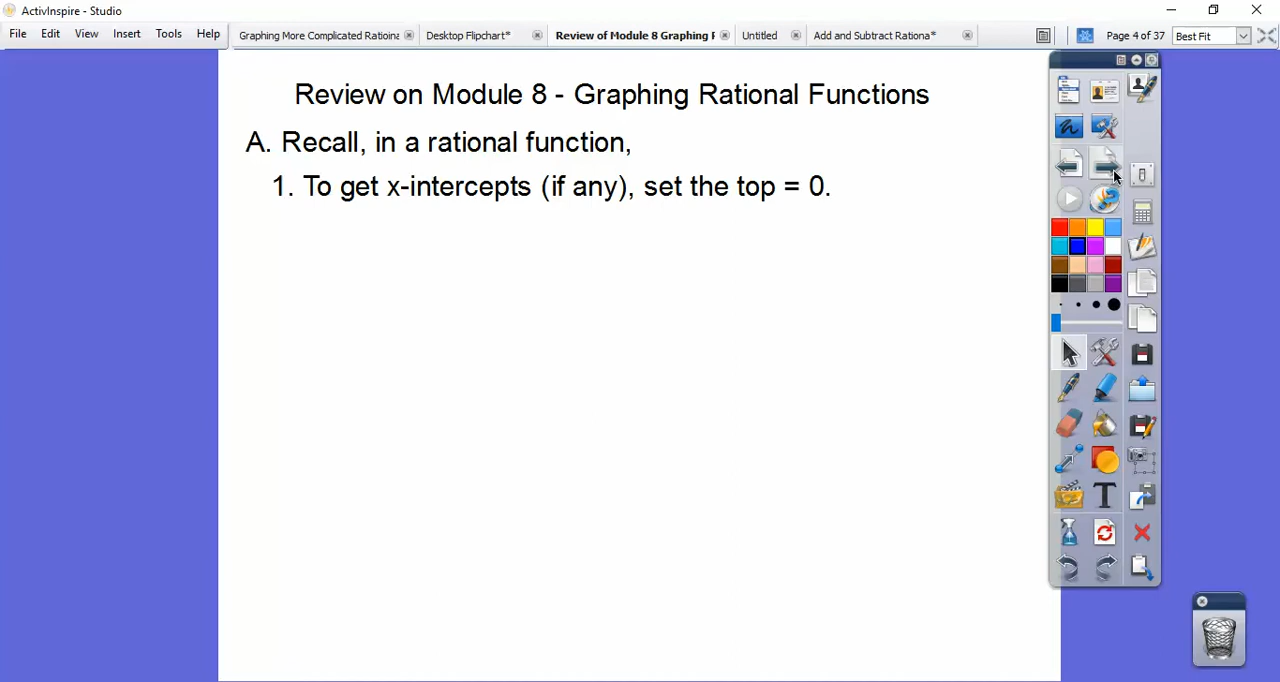 ActivInspire - Studio
File Edit View Insert Tools Help
Graphing More Complicated Rationa Desktop Flipchart* Review of Module 8 Graphing F Untitled Add and Subtract Rationa* Page 4 of 37 Best Fit
Review on Module 8 - Graphing Rational Functions
A. Recall, in a rational function,
1. To get x-intercepts (if any), set the top = 0.